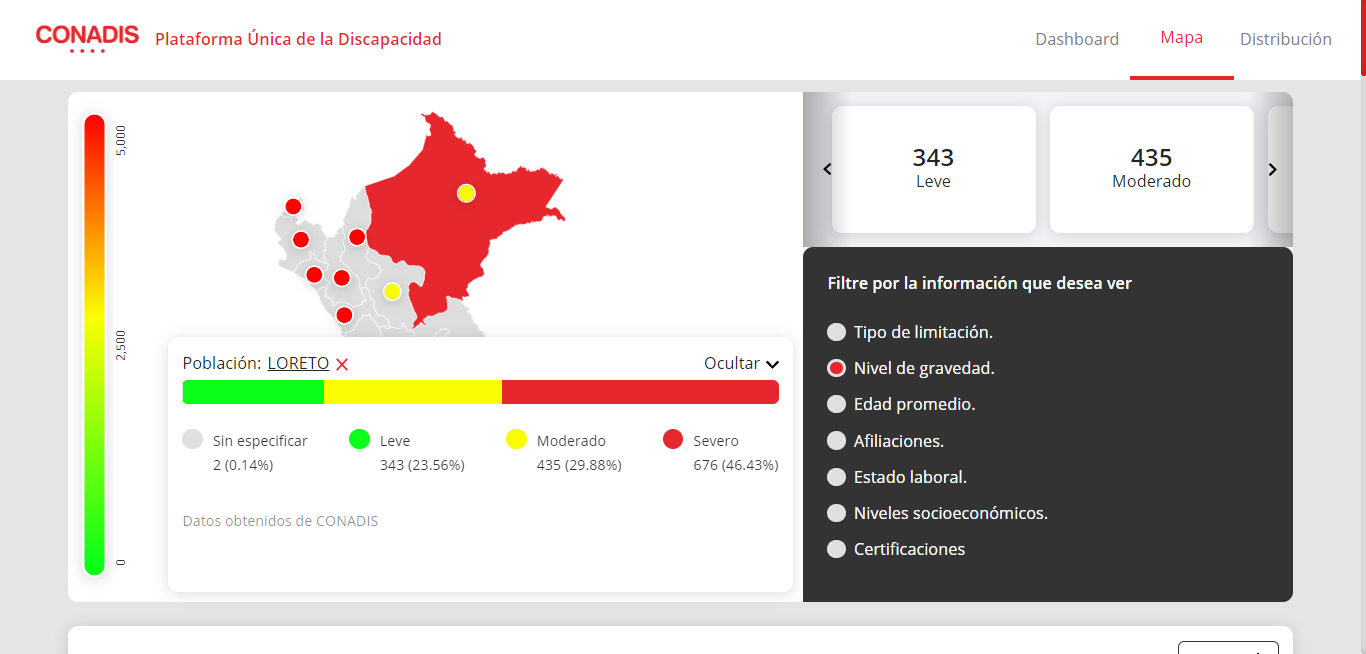 CONADIS
Plataforma Única de la Discapacidad
Dashboard
Mapa
Distribución
5,000
2,500
0
343
Leve
435
Moderado
Población: LORETO
Ocultar
Sin especificar
2 (0.14%)
Leve
343 (23.56%)
Moderado
435 (29.88%)
Severo
676 (46.43%)
Datos obtenidos de CONADIS
Filtre por la información que desea ver
Tipo de limitación.
Nivel de gravedad.
Edad promedio.
Afiliaciones.
Estado laboral.
Niveles socioeconómicos.
Certificaciones